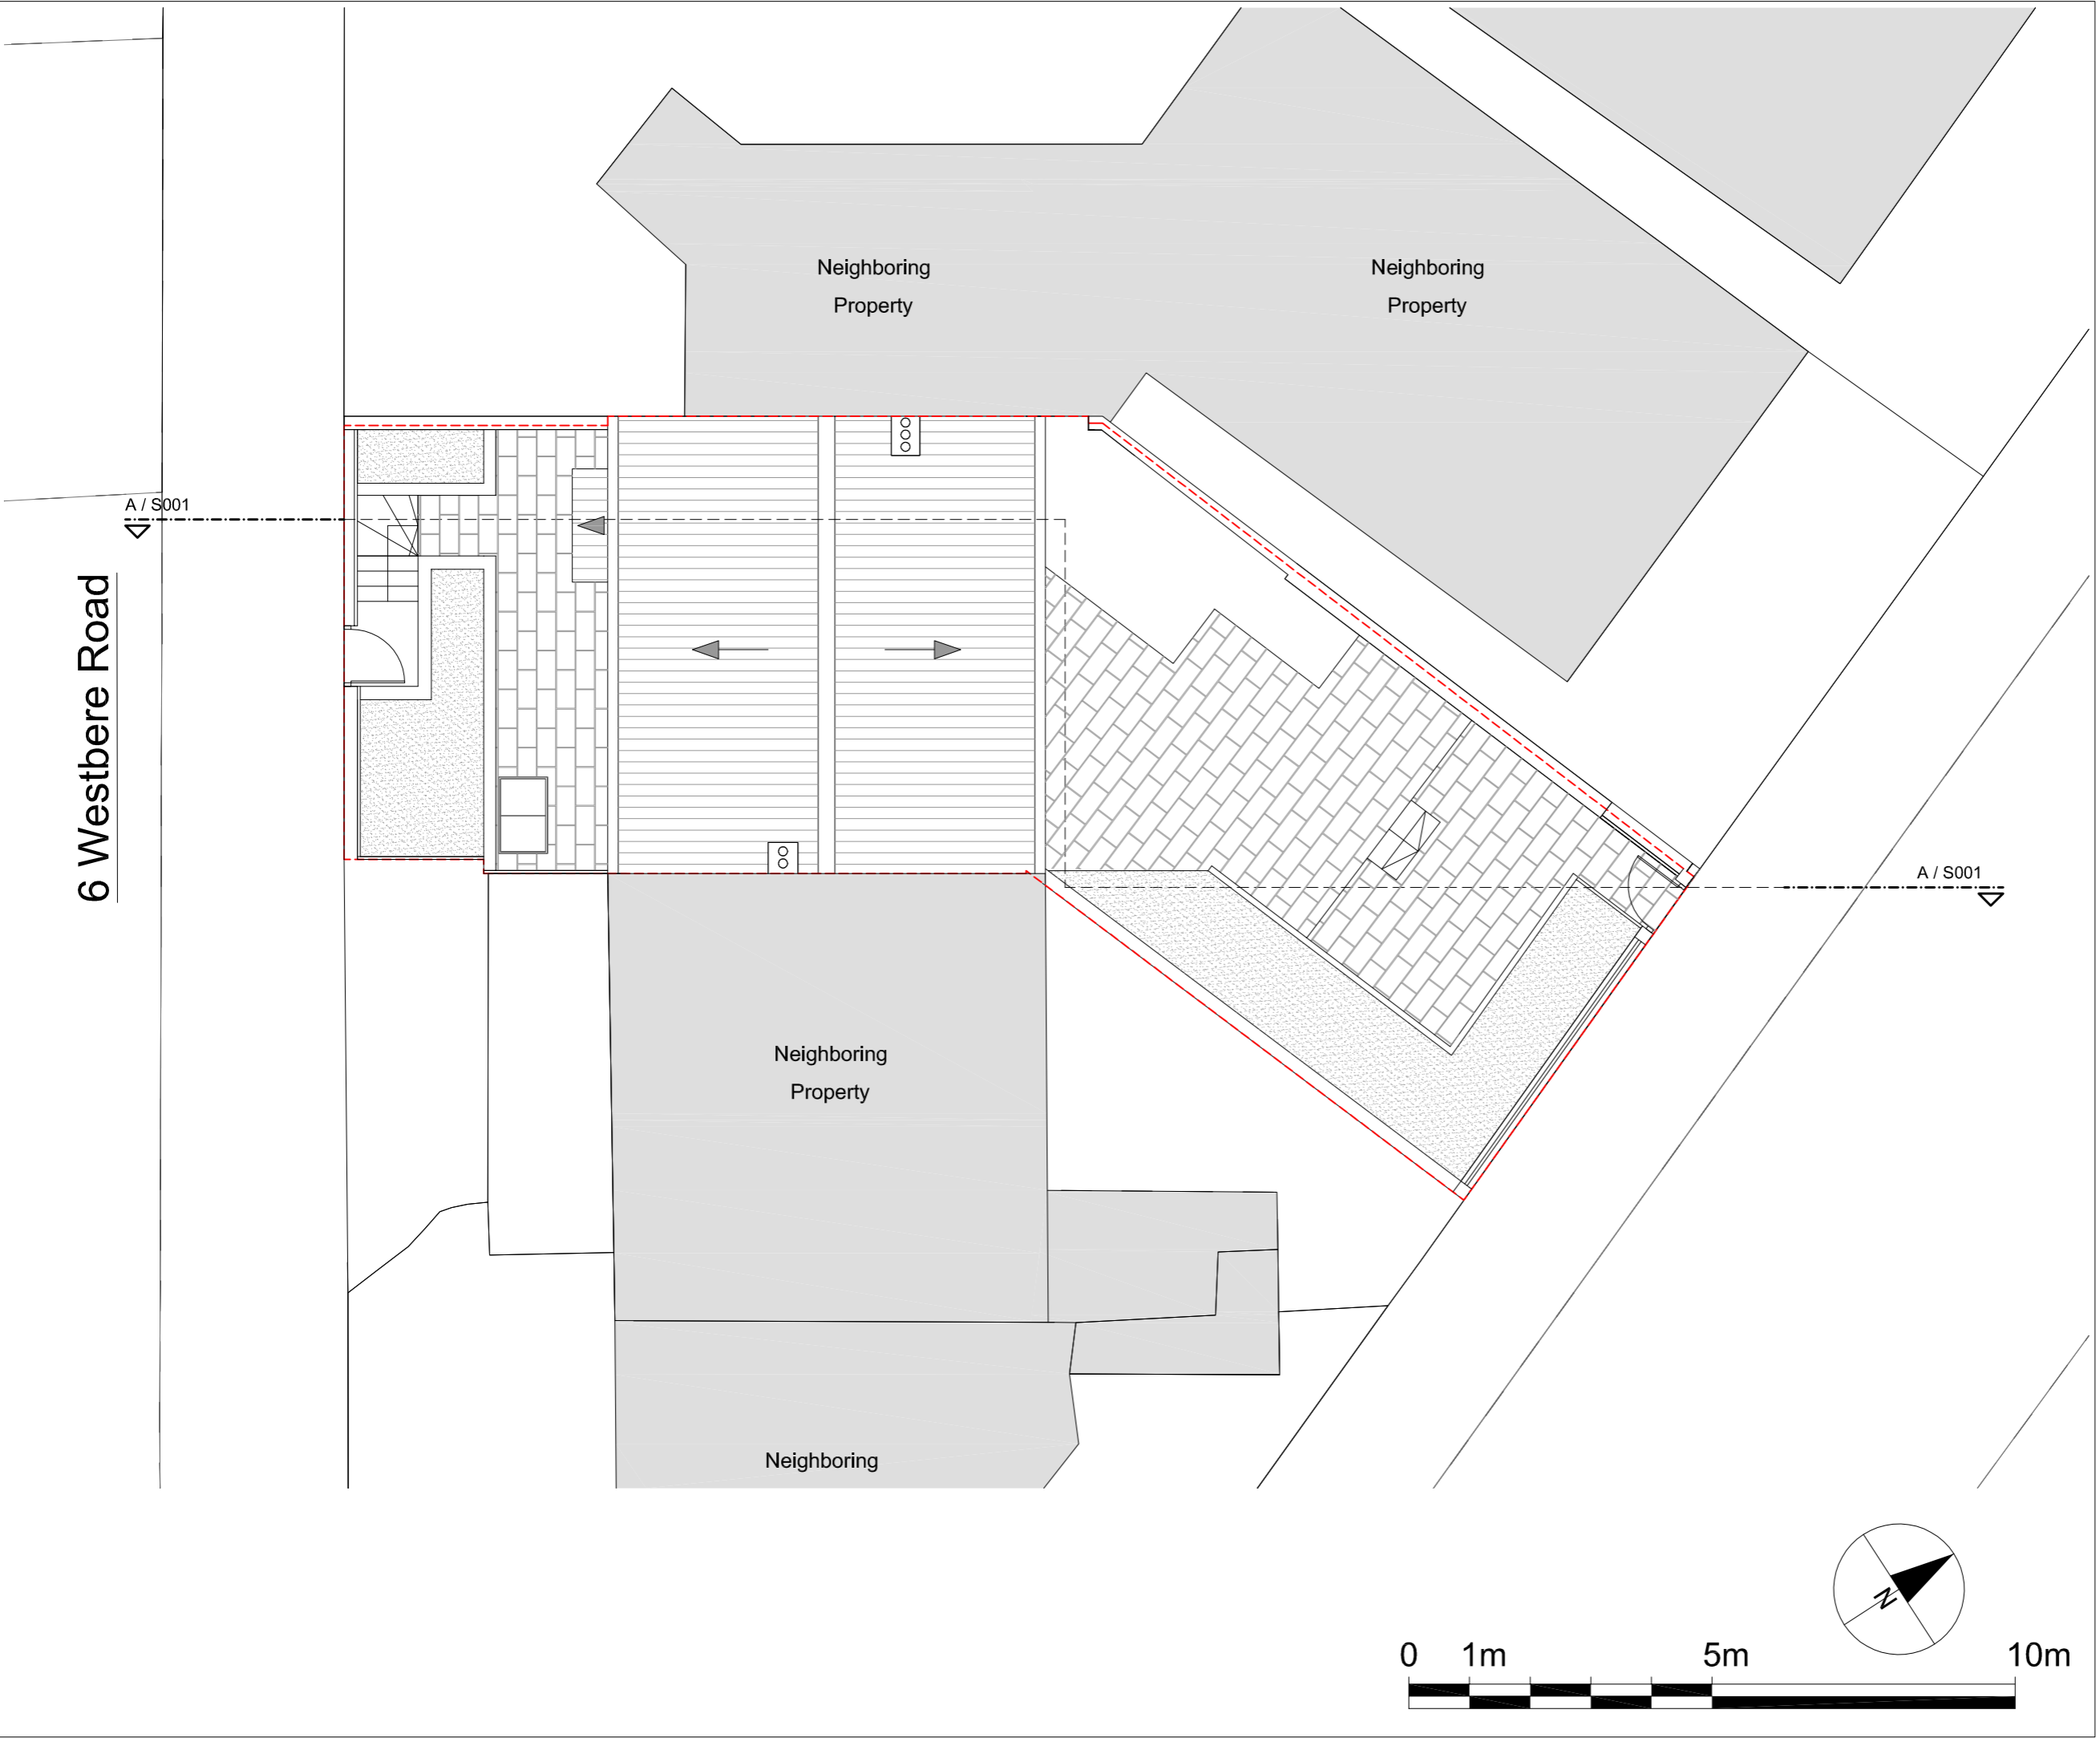 Neighboring
Property
Neighboring
Property
A / S001
6 Westbere Road
A / S001
Neighboring
Property
Neighboring
N
0 1m 5m 10m